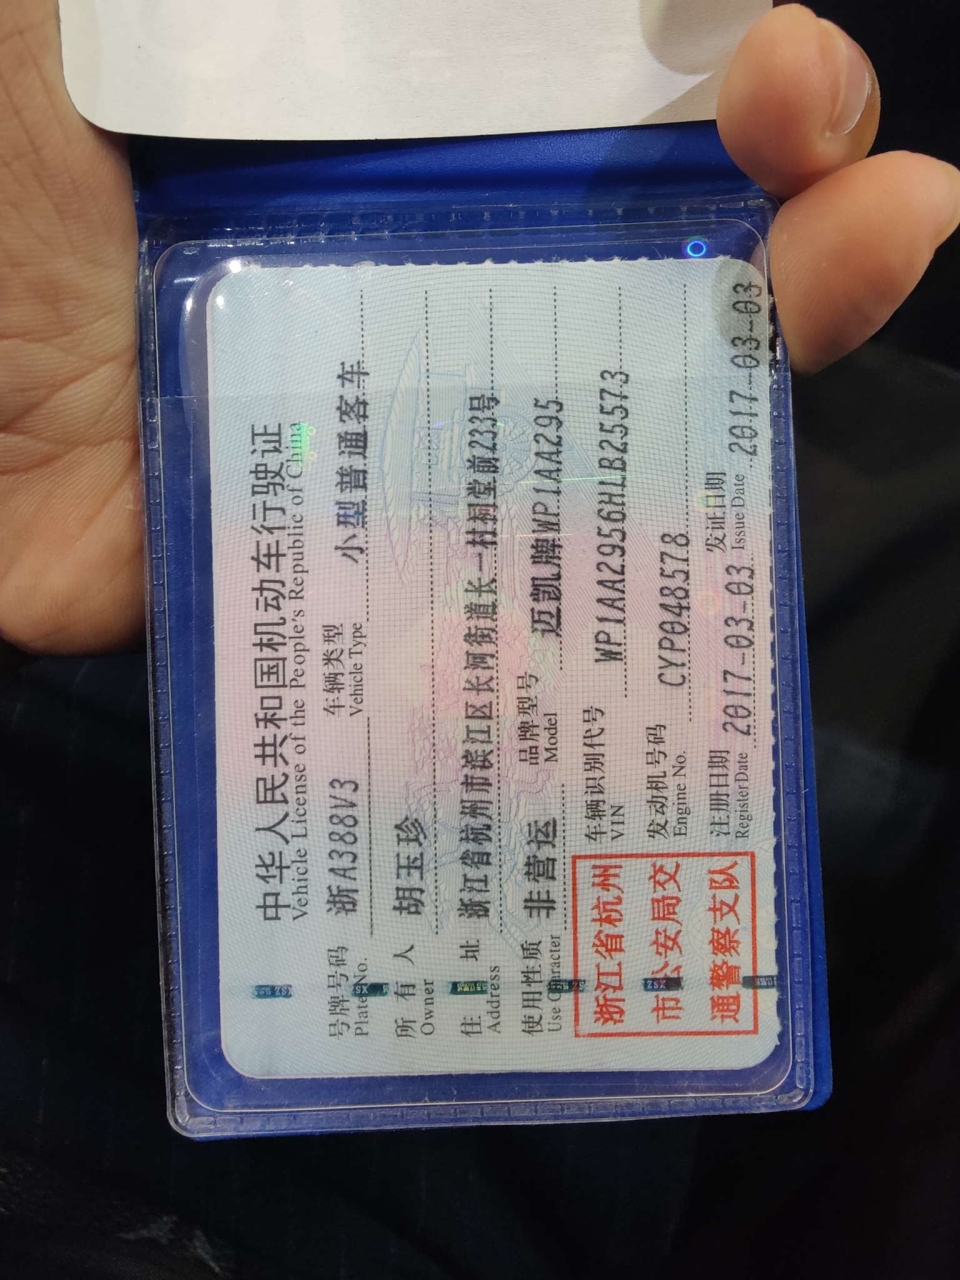 中华人民共和国机动车行驶证
Vehicle License of the People's Republic of China
号牌号码 浙A388V3 车辆类型 小型普通客车
Plate No. Vehicle Type
所有人 胡玉珍
Owner
住址 浙江省杭州市滨江区长河街道长一村祠堂前233号
Address
使用性质 非营运 品牌型号 迈凯牌WP1AA295
Use Character Model
浙江省杭州
市公安局交
通警察支队
车辆识别代号 WP1AA2956HLB25573
VIN
发动机号码 CYP048578
Engine No.
注册日期 2017-03-03 发证日期 2017-03-03
Register Date Issue Date